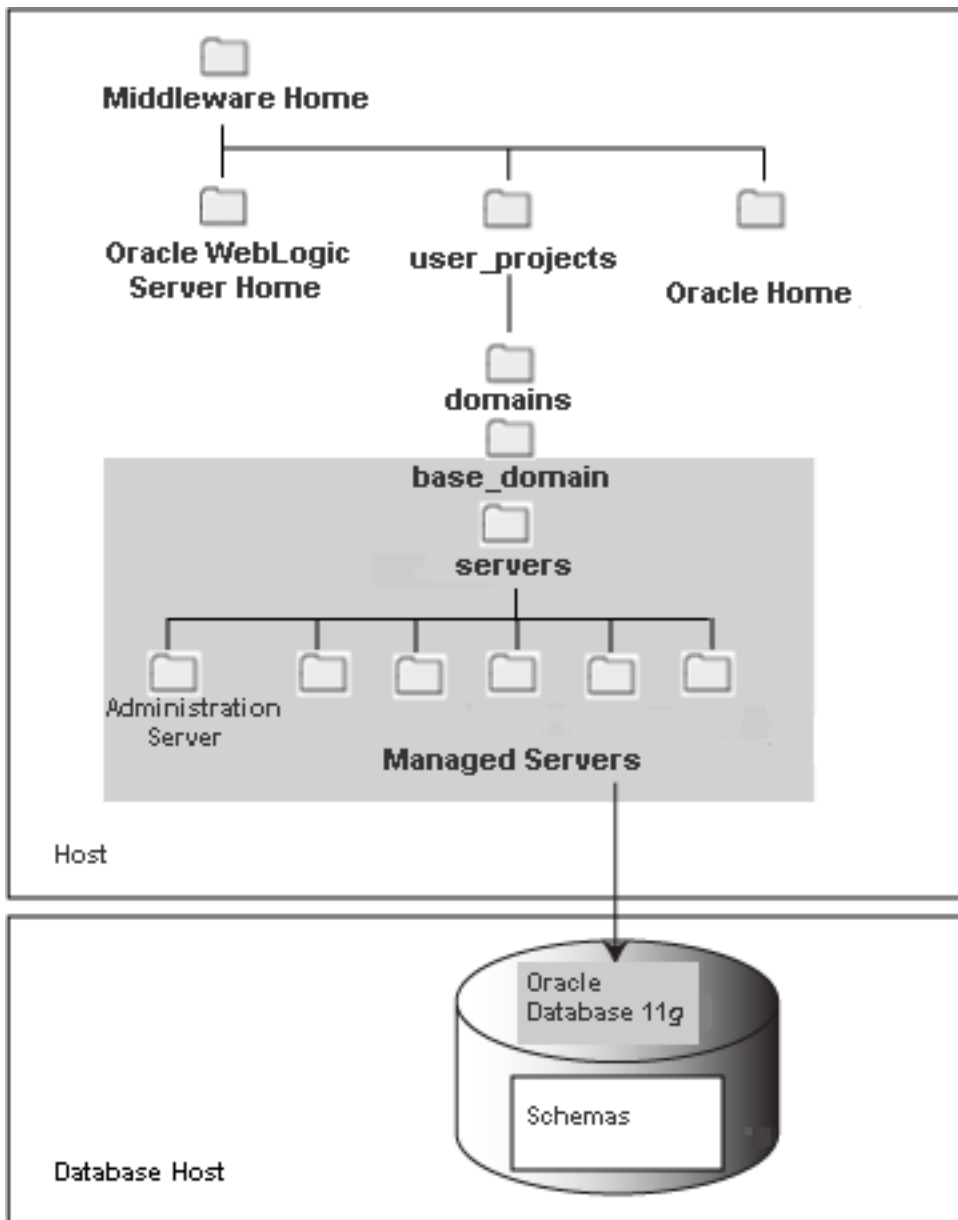 Middleware Home
Oracle WebLogic
Server Home
user_projects
Oracle Home
domains
base_domain
servers
Administration
Server
Managed Servers
Host
Oracle
Database 11g
Schemas
Database Host